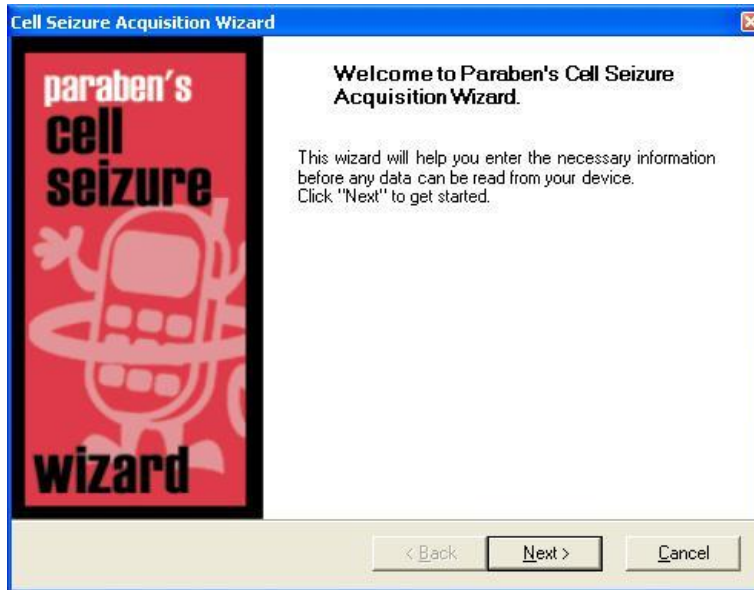 Cell Seizure Acquisition Wizard
paraben's
cell
seizure
wizard
Welcome to Paraben's Cell Seizure
Acquisition Wizard.
This wizard will help you enter the necessary information
before any data can be read from your device.
Click "Next" to get started.
< Back Next > Cancel